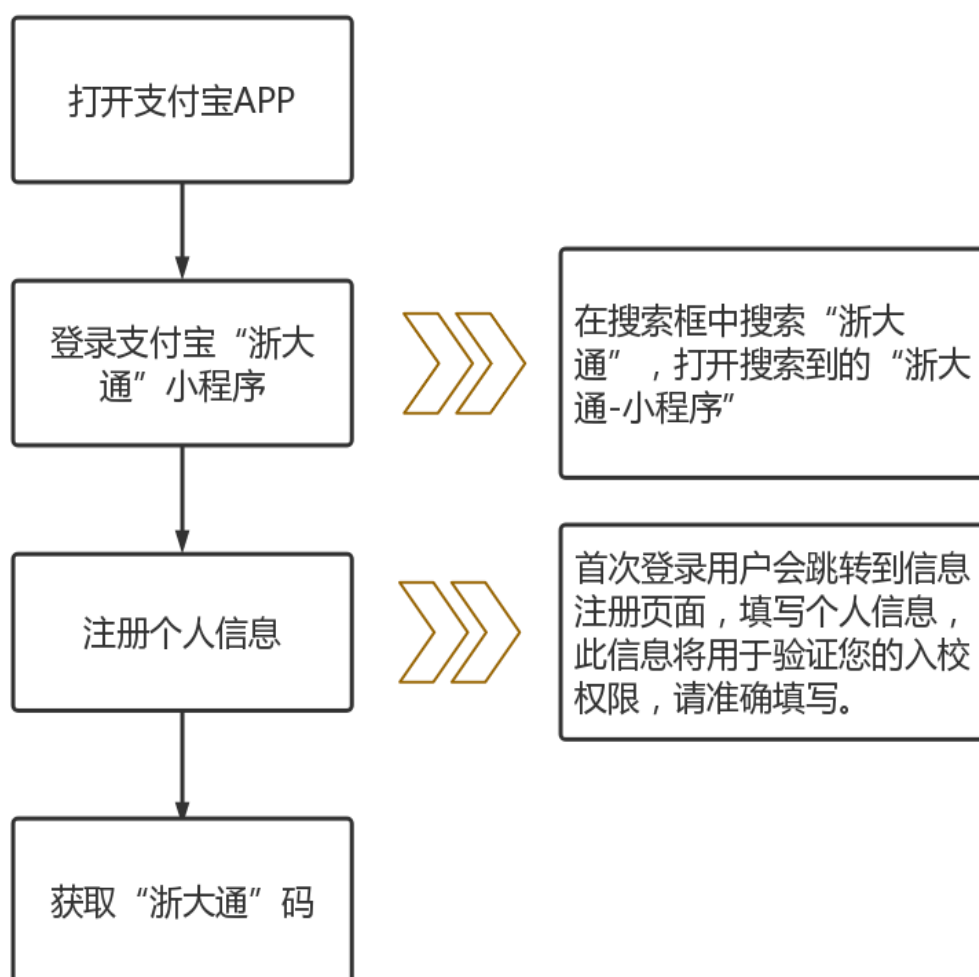 打开支付宝APP
登录支付宝“浙大
通”小程序
在搜索框中搜索“浙大
通”，打开搜索到的“浙大
通-小程序”
注册个人信息
首次登录用户会跳转到信息
注册页面，填写个人信息，
此信息将用于验证您的入校
权限，请准确填写。
获取“浙大通”码